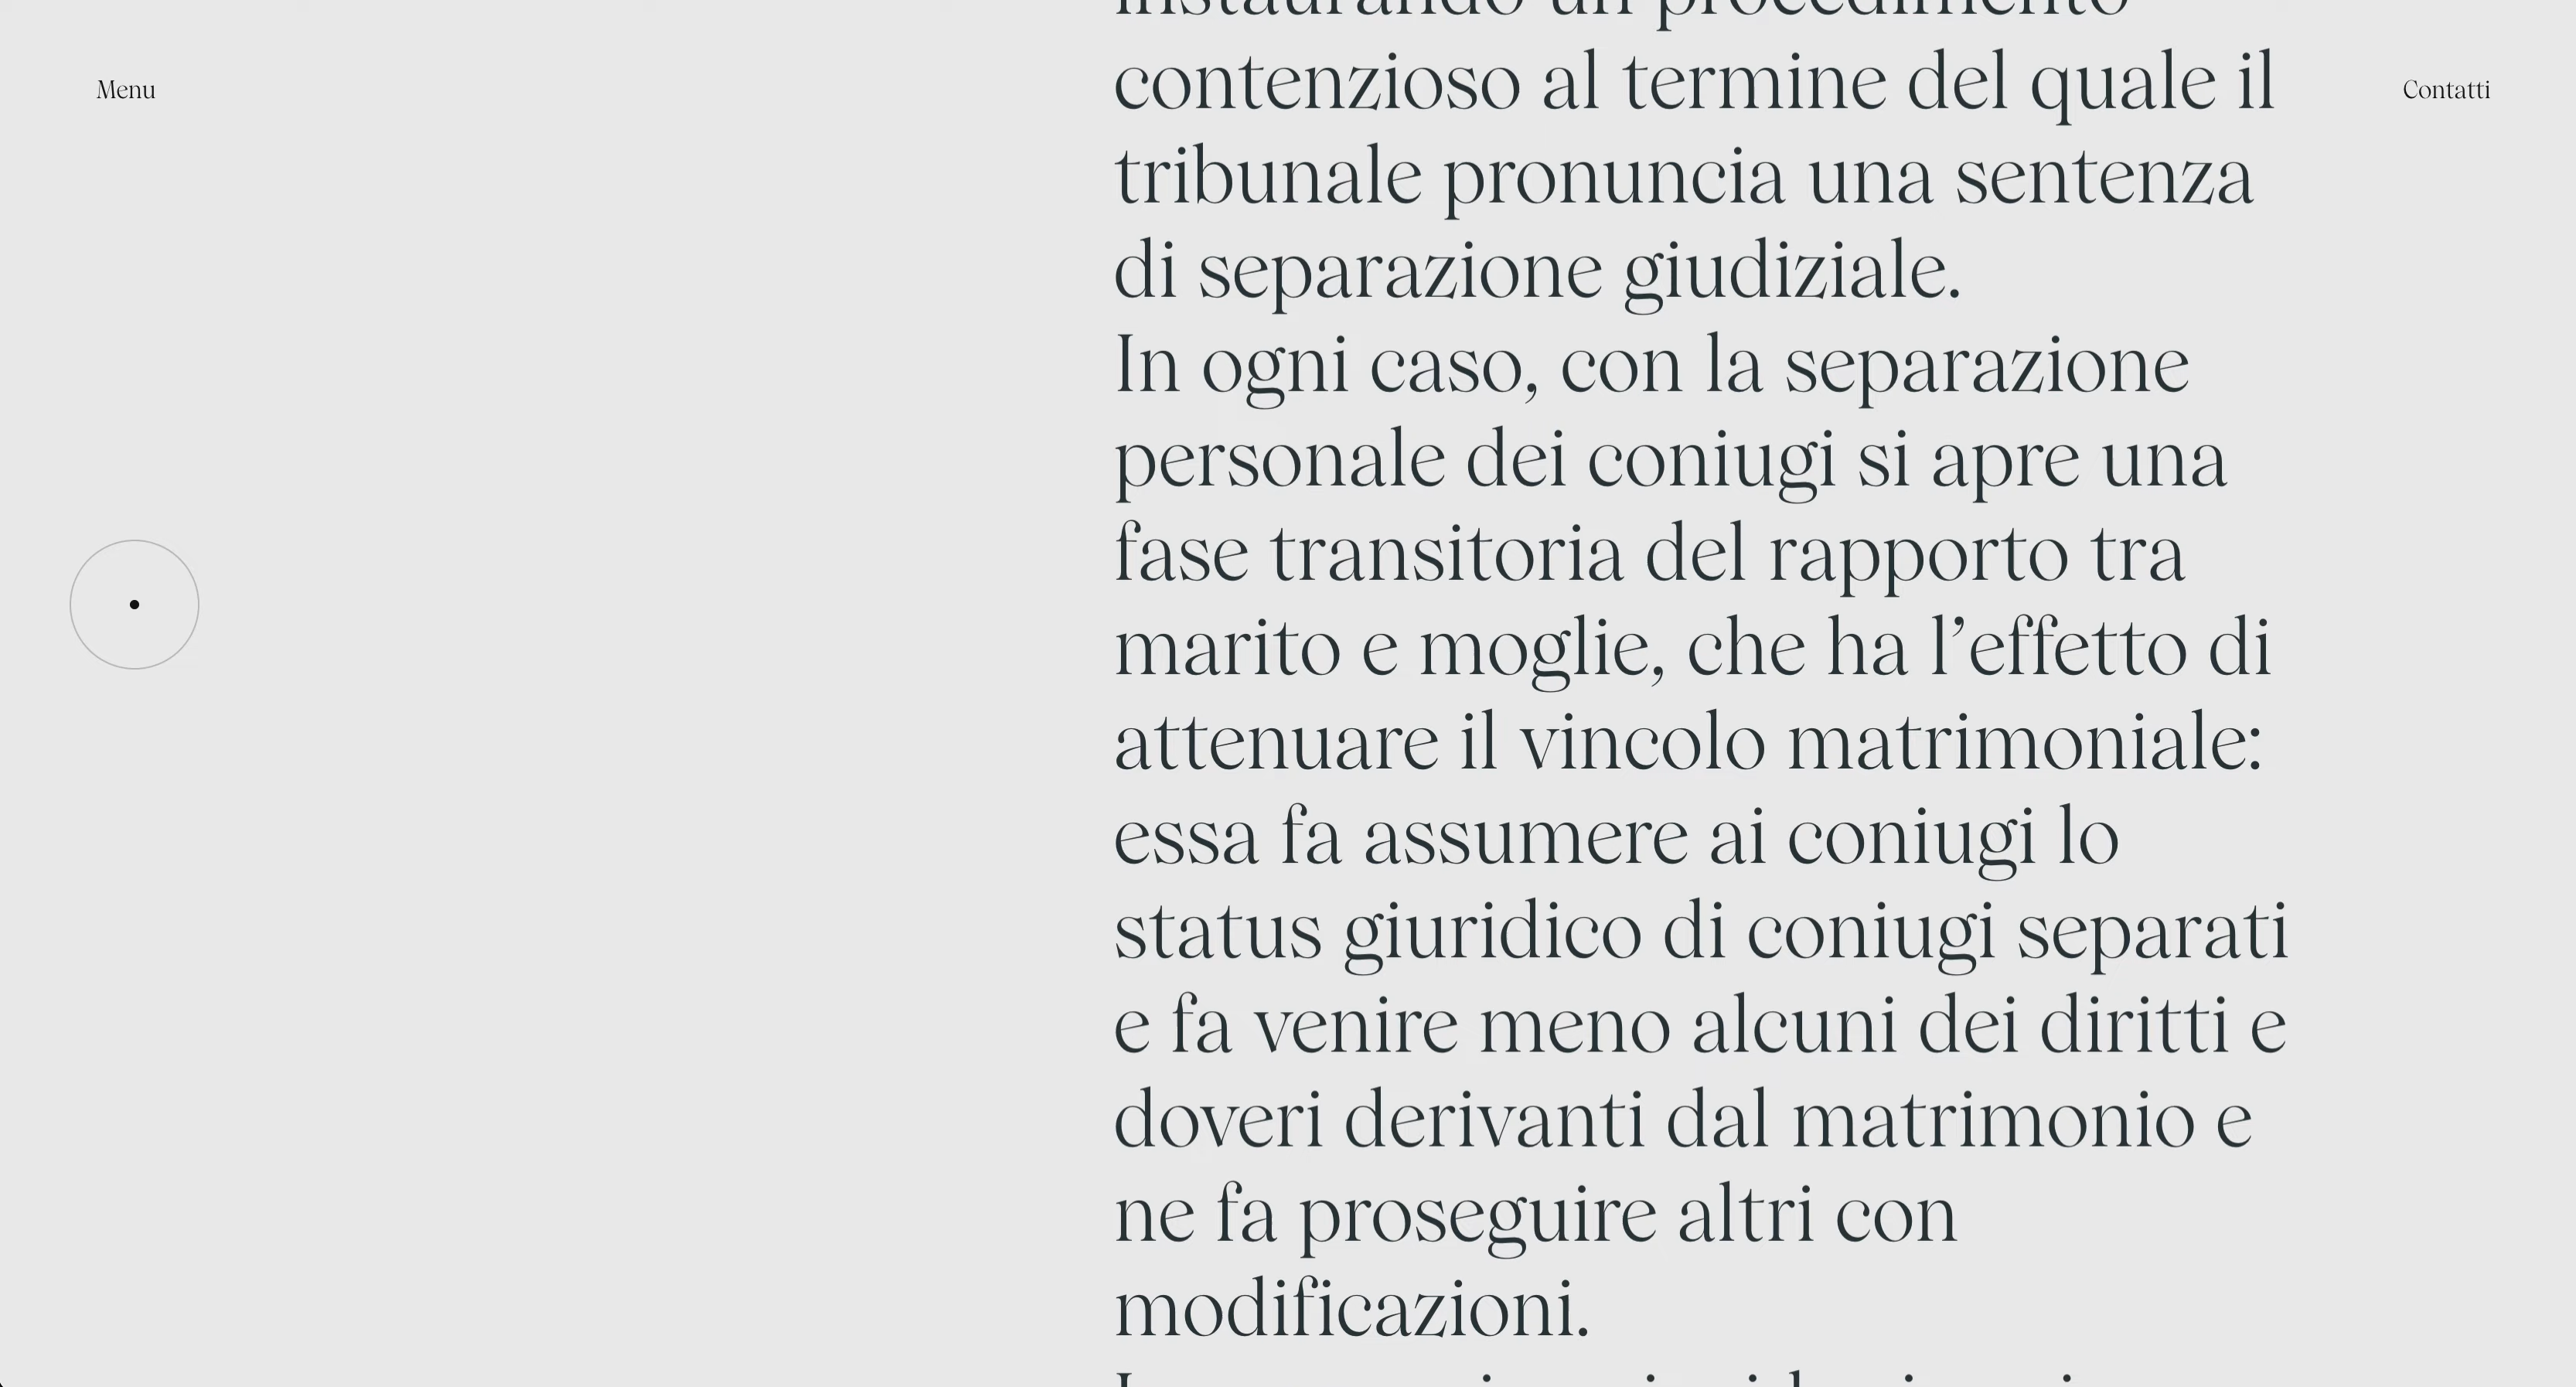 instaurando un procedimento
Menu
Contatti
contenzioso al termine del quale il
tribunale pronuncia una sentenza
di separazione giudiziale.
In ogni caso, con la separazione
personale dei coniugi si apre una
fase transitoria del rapporto tra
marito e moglie, che ha l’effetto di
attenuare il vincolo matrimoniale:
essa fa assumere ai coniugi lo
status giuridico di coniugi separati
e fa venire meno alcuni dei diritti e
doveri derivanti dal matrimonio e
ne fa proseguire altri con
modificazioni.